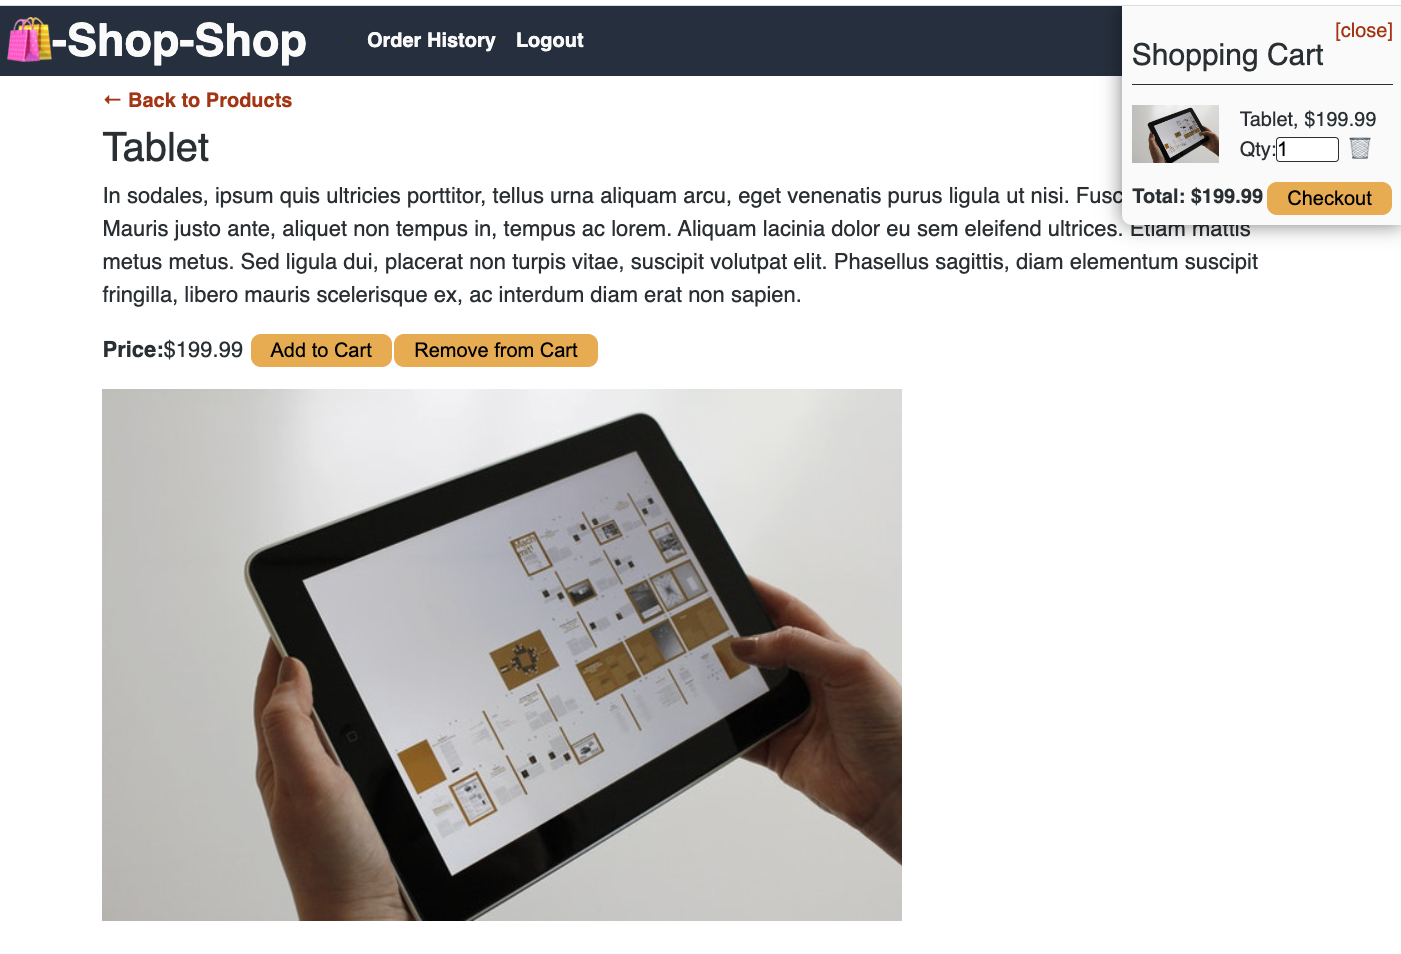 -Shop-Shop
Order History Logout
[close]
Shopping Cart
Tablet, $199.99
Qty:1
Total: $199.99 Checkout
← Back to Products
Tablet
In sodales, ipsum quis ultricies porttitor, tellus urna aliquam arcu, eget venenatis purus ligula ut nisi.
Mauris justo ante, aliquet non tempus in, tempus ac lorem. Aliquam lacinia dolor eu sem eleifend ultrices. Etiam mattis
metus metus. Sed ligula dui, placerat non turpis vitae, suscipit volutpat elit. Phasellus sagittis, diam elementum suscipit
fringilla, libero mauris scelerisque ex, ac interdum diam erat non sapien.
Price:$199.99 Add to Cart Remove from Cart
Mach
mit!